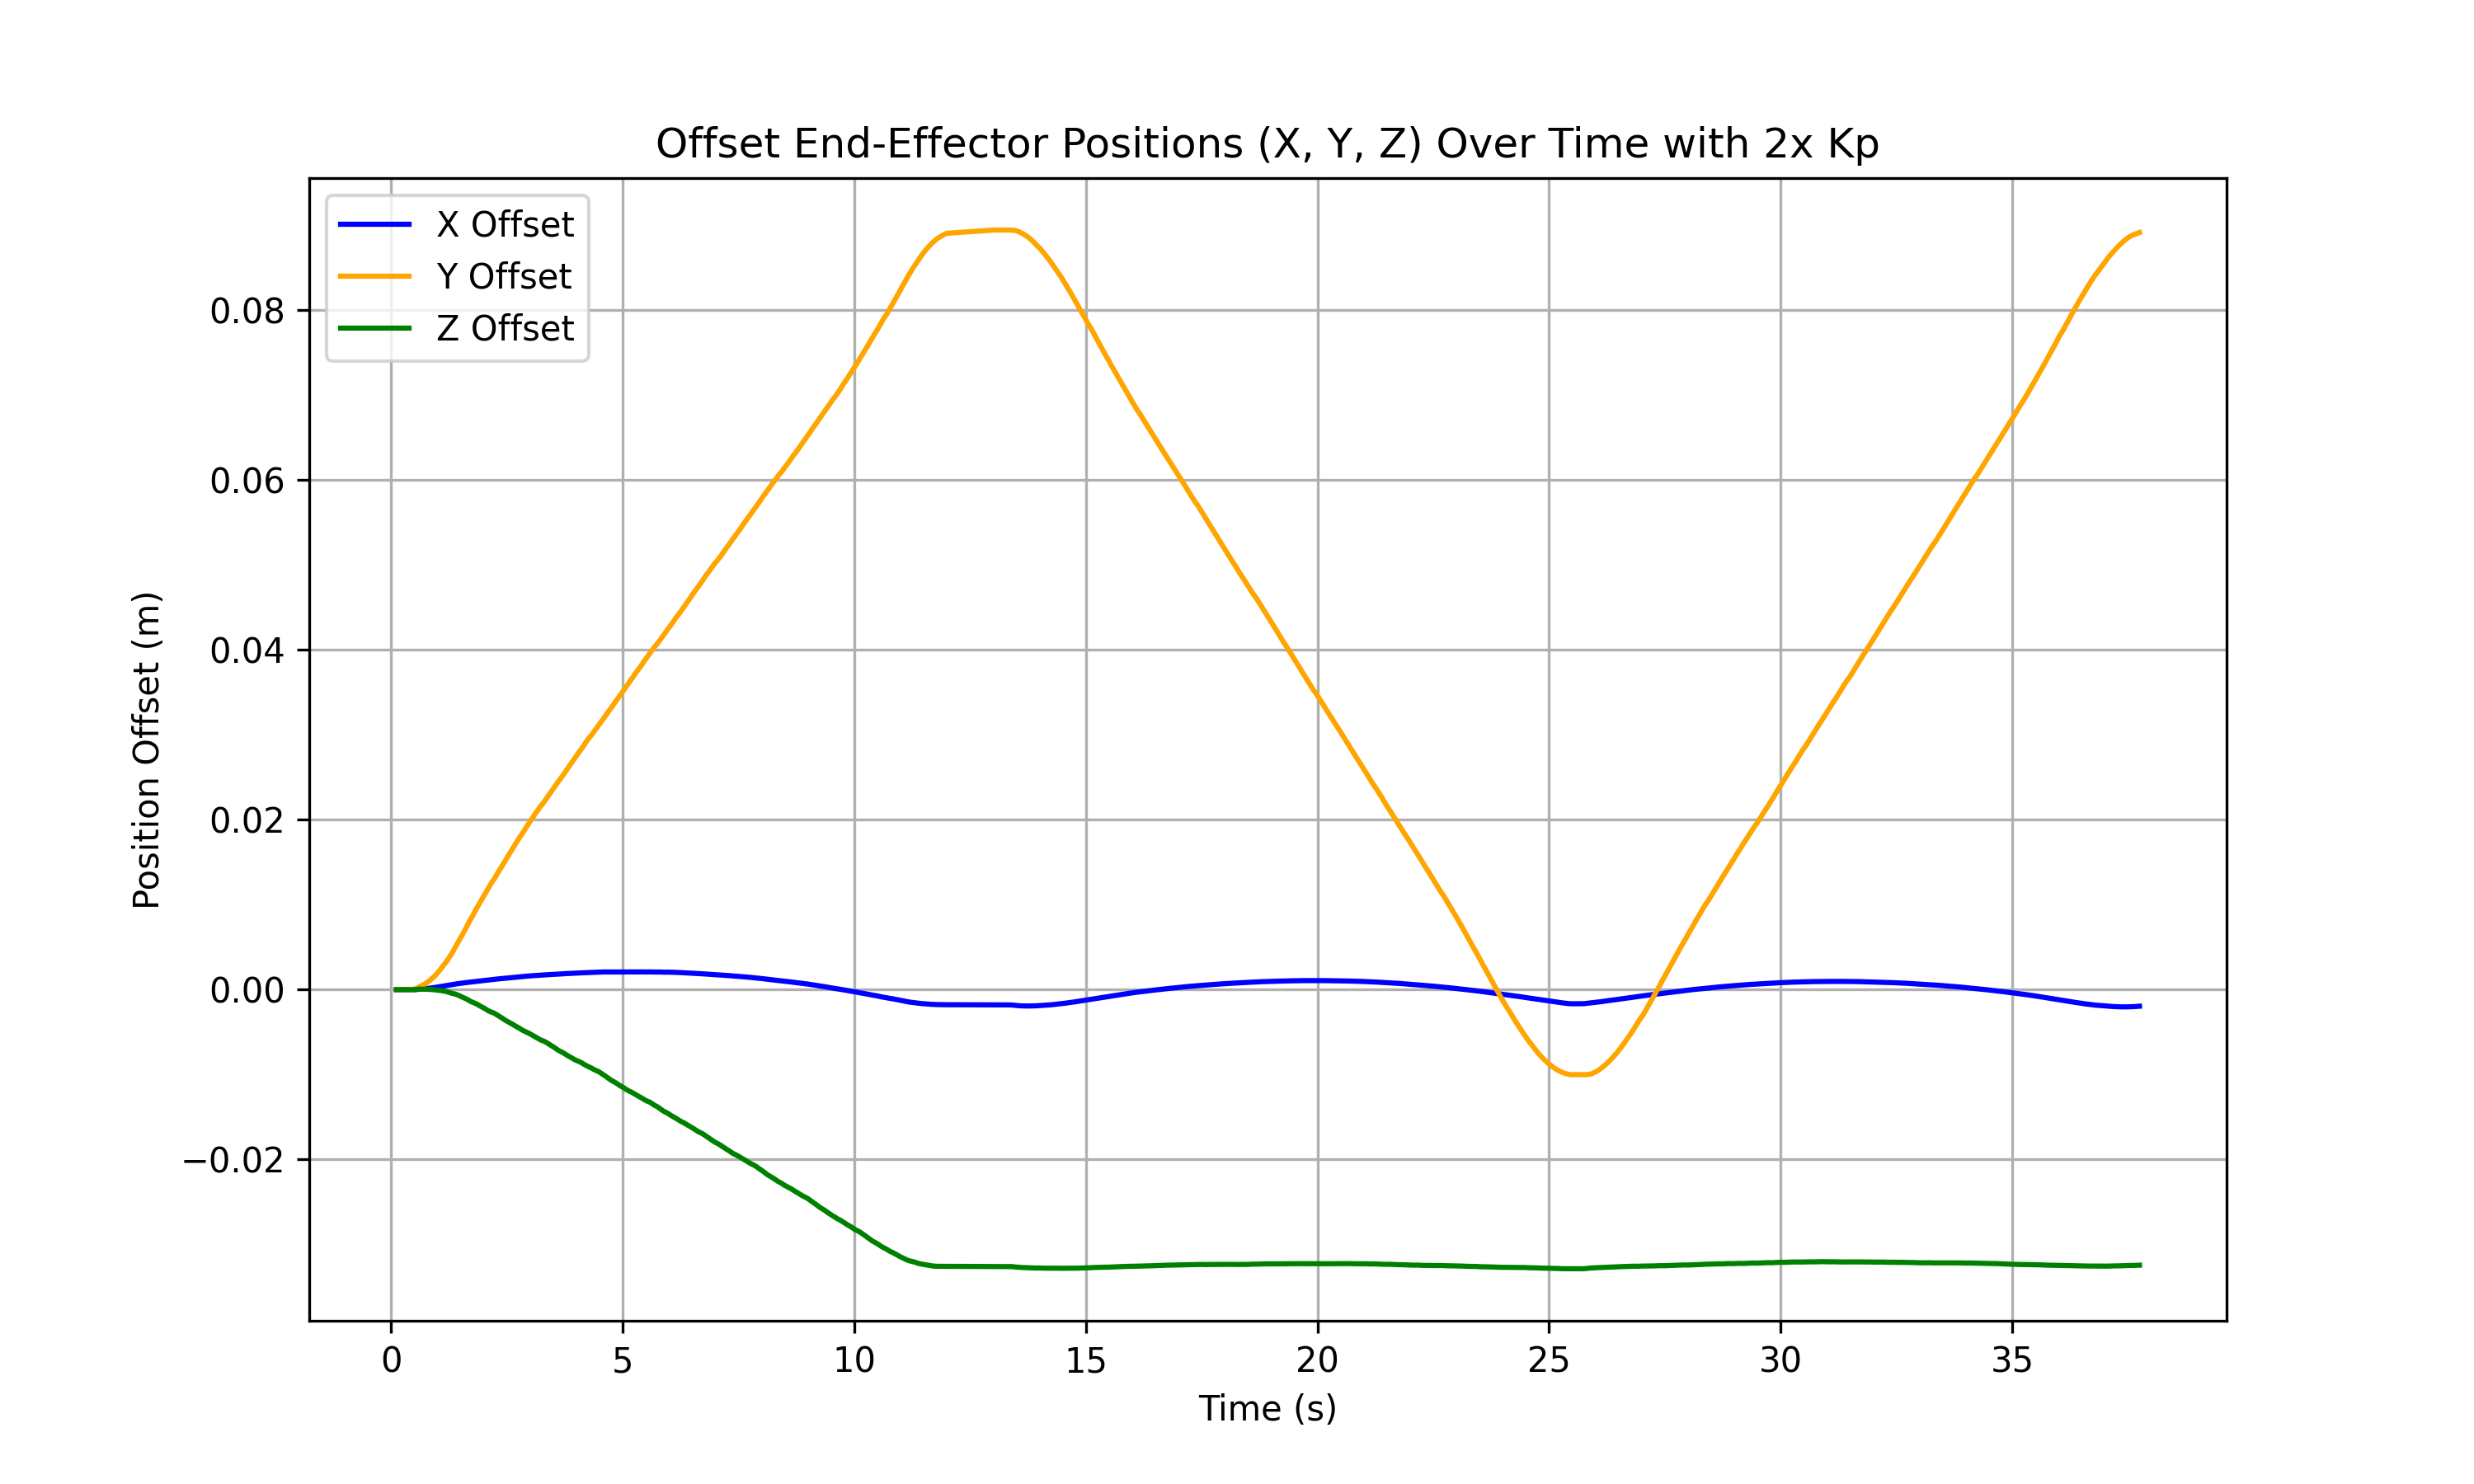 Offset End-Effector Positions (X, Y, Z) Over Time with 2x Kp
X Offset
Y Offset
Z Offset
Position Offset (m)
0.08
0.06
0.04
0.02
0.00
−0.02
0 5 10 15 20 25 30 35
Time (s)